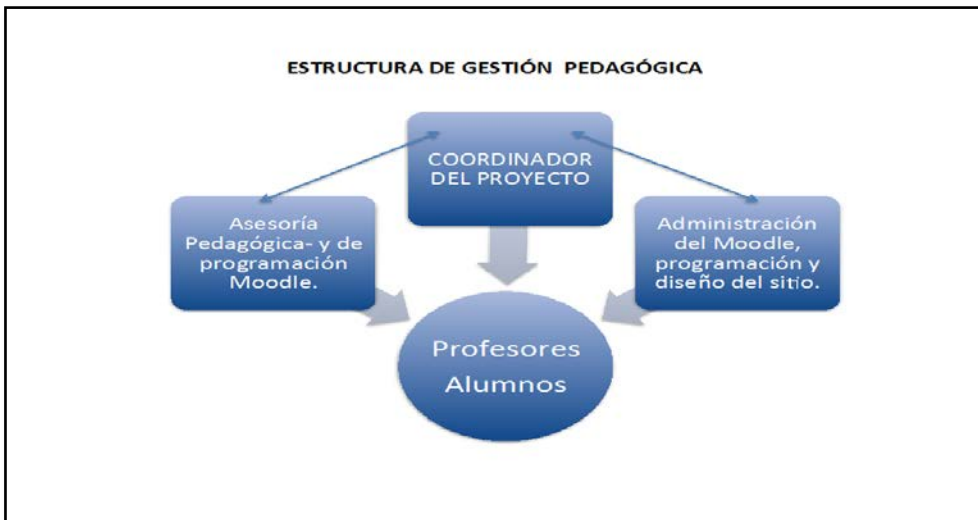 ESTRUCTURA DE GESTIÓN PEDAGÓGICA
COORDINADOR
DEL PROYECTO
Asesoría
Pedagógica- y de
programación
Moodle.
Administración
del Moodle,
programación y
diseño del sitio.
Profesores
Alumnos